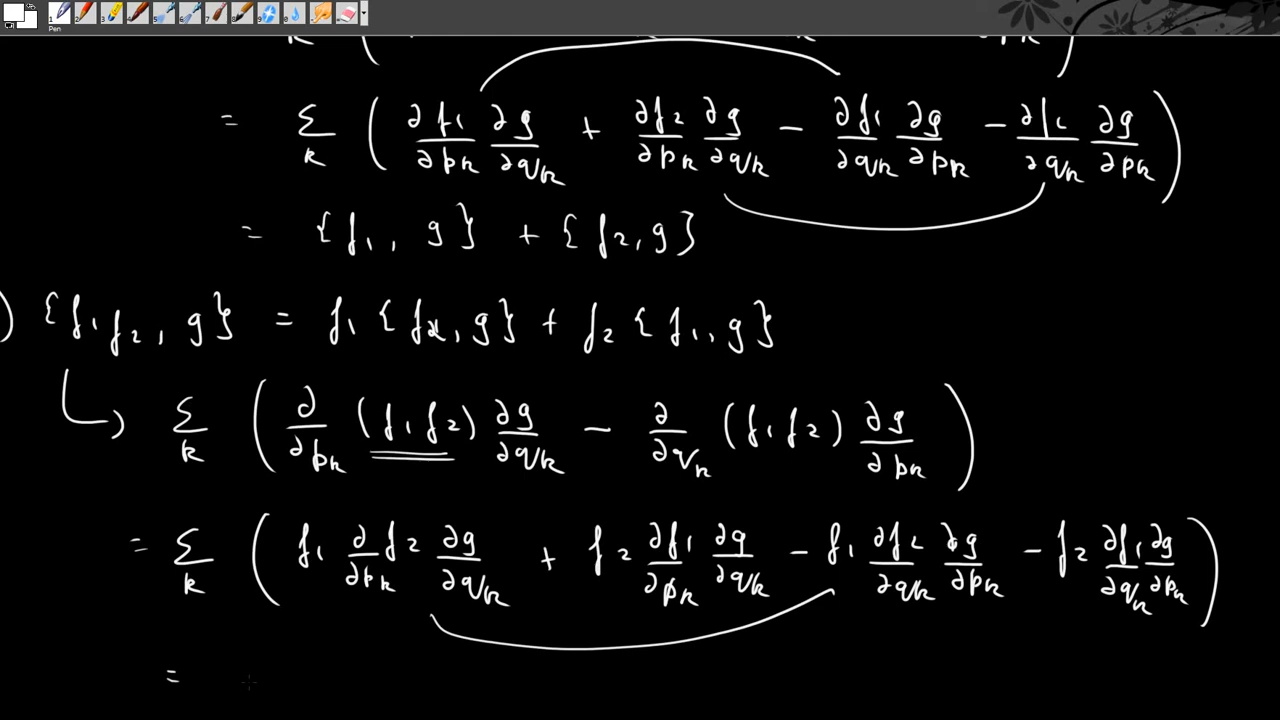 Pen
= Σ_k ( ∂f₁/∂p_k ∂g/∂q_k + ∂f₂/∂p_k ∂g/∂q_k − ∂f₁/∂q_k ∂g/∂p_k − ∂f₂/∂q_k ∂g/∂p_k )
= {f₁, g} + {f₂, g}
) {f₁f₂, g} = f₁ {f₂, g} + f₂ {f₁, g}
Σ_k ( ∂/∂p_k (f₁f₂) ∂g/∂q_k − ∂/∂q_k (f₁f₂) ∂g/∂p_k )
= Σ_k ( f₁ ∂/∂p_k f₂ ∂g/∂q_k + f₂ ∂f₁/∂p_k ∂g/∂q_k − f₁ ∂f₂/∂q_k ∂g/∂p_k − f₂ ∂f₁/∂q_k ∂g/∂p_k )
=